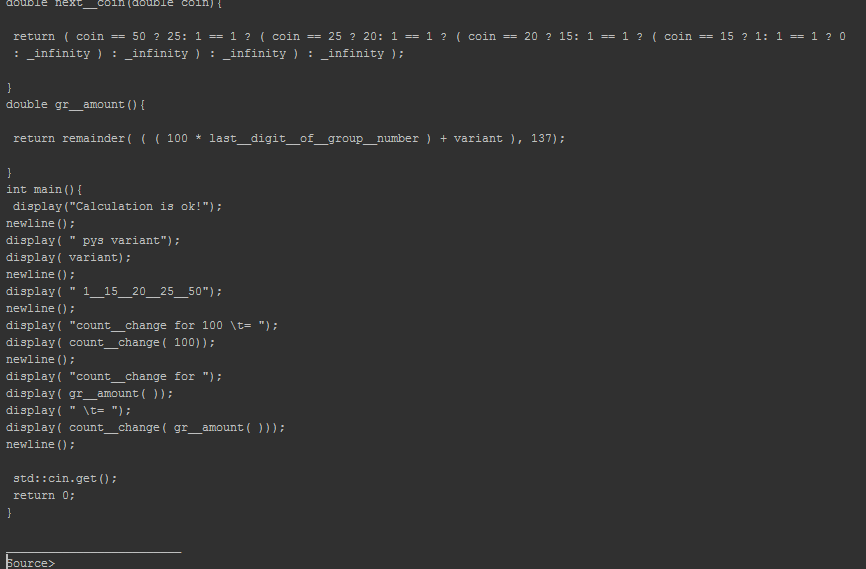 double next__coin(double coin){
return ( coin == 50 ? 25: 1 == 1 ? ( coin == 25 ? 20: 1 == 1 ? ( coin == 20 ? 15: 1 == 1 ? ( coin == 15 ? 1: 1 == 1 ? 0
: _infinity ) : _infinity ) : _infinity ) : _infinity );
}
double gr__amount(){
return remainder( ( ( 100 * last__digit__of__group__number ) + variant ), 137);
}
int main(){
display("Calculation is ok!");
newline();
display( " pys variant");
display( variant);
newline();
display( " 1__15__20__25__50");
newline();
display( "count__change for 100 \t= ");
display( count__change( 100));
newline();
display( "count__change for ");
display( gr__amount( ));
display( " \t= ");
display( count__change( gr__amount( )));
newline();
std::cin.get();
return 0;
}
_________________________
Source>